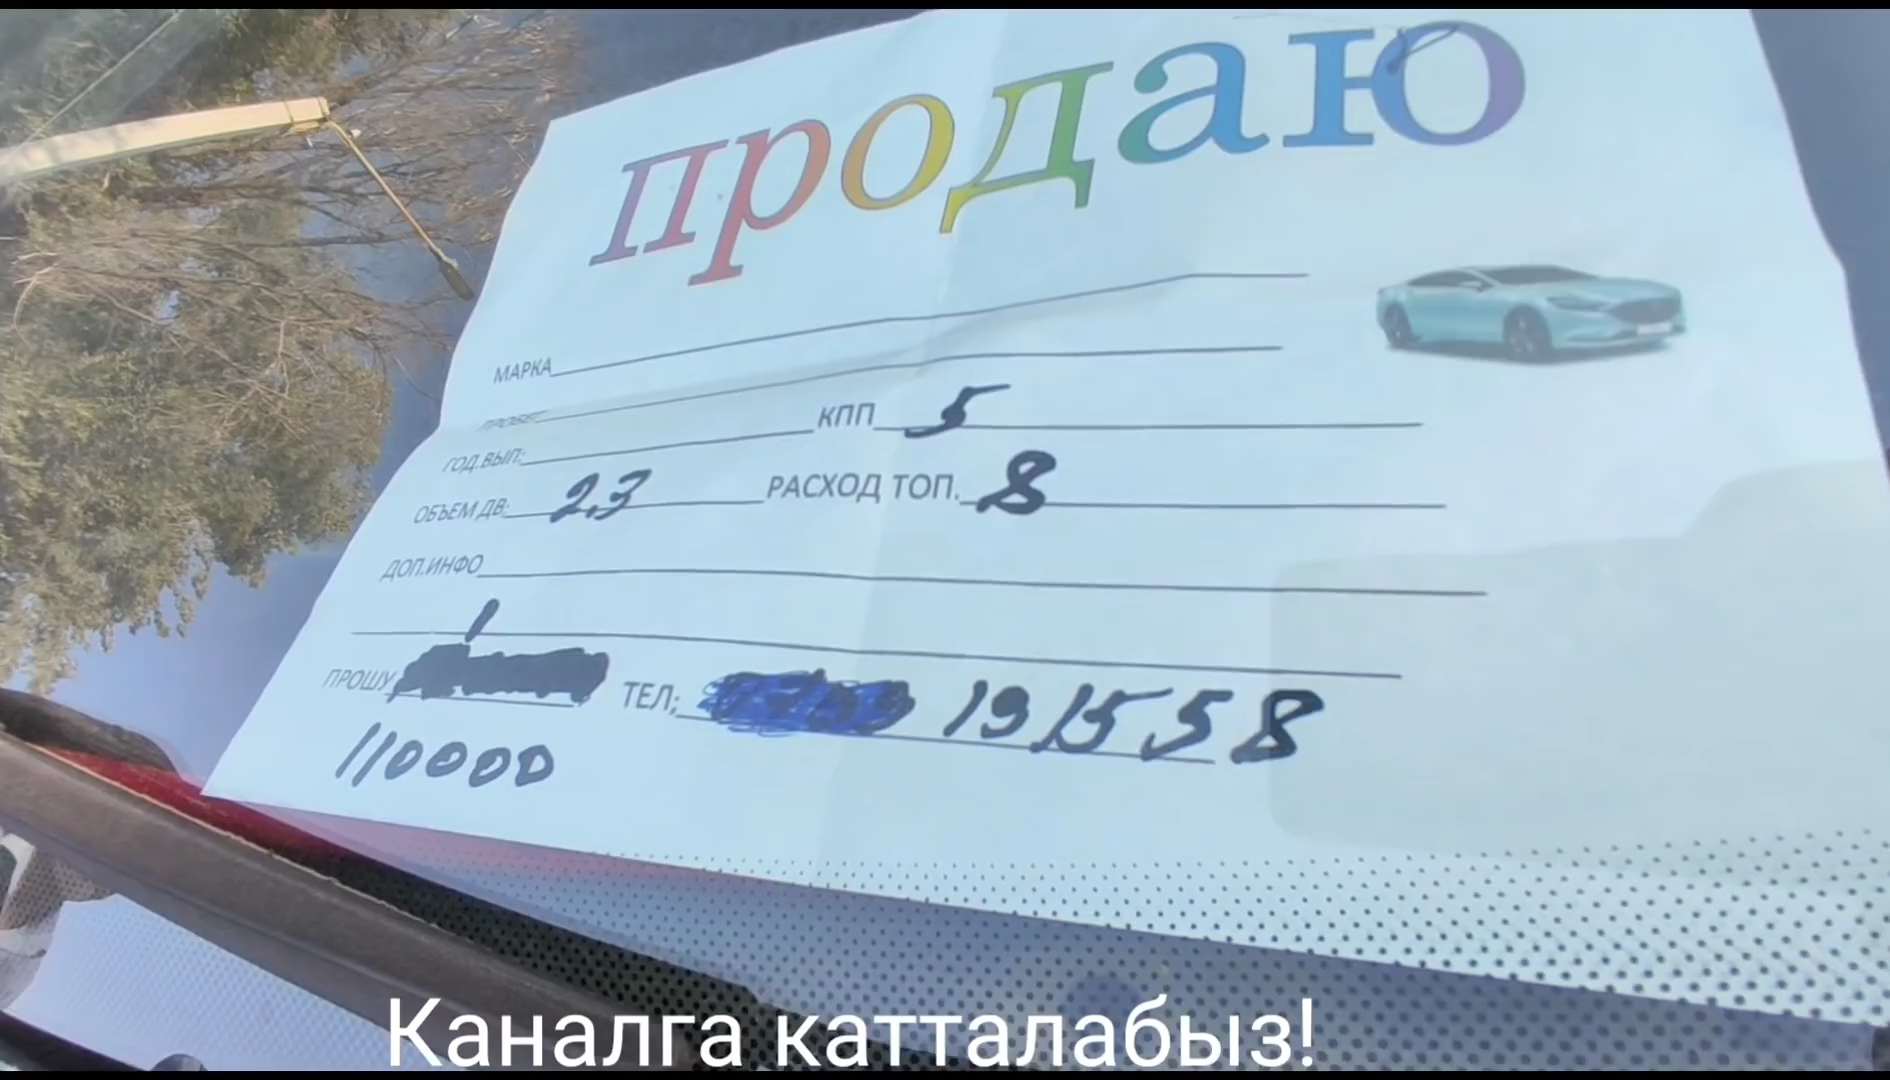 продаю
МАРКА
ПРОБЕГ
ГОД.ВЫП: КПП 5
ОБЪЕМ ДВ: 2,3 РАСХОД ТОП. 8
ДОП.ИНФО
ПРОШУ ТЕЛ; 191558
110000
Каналга катталабыз!